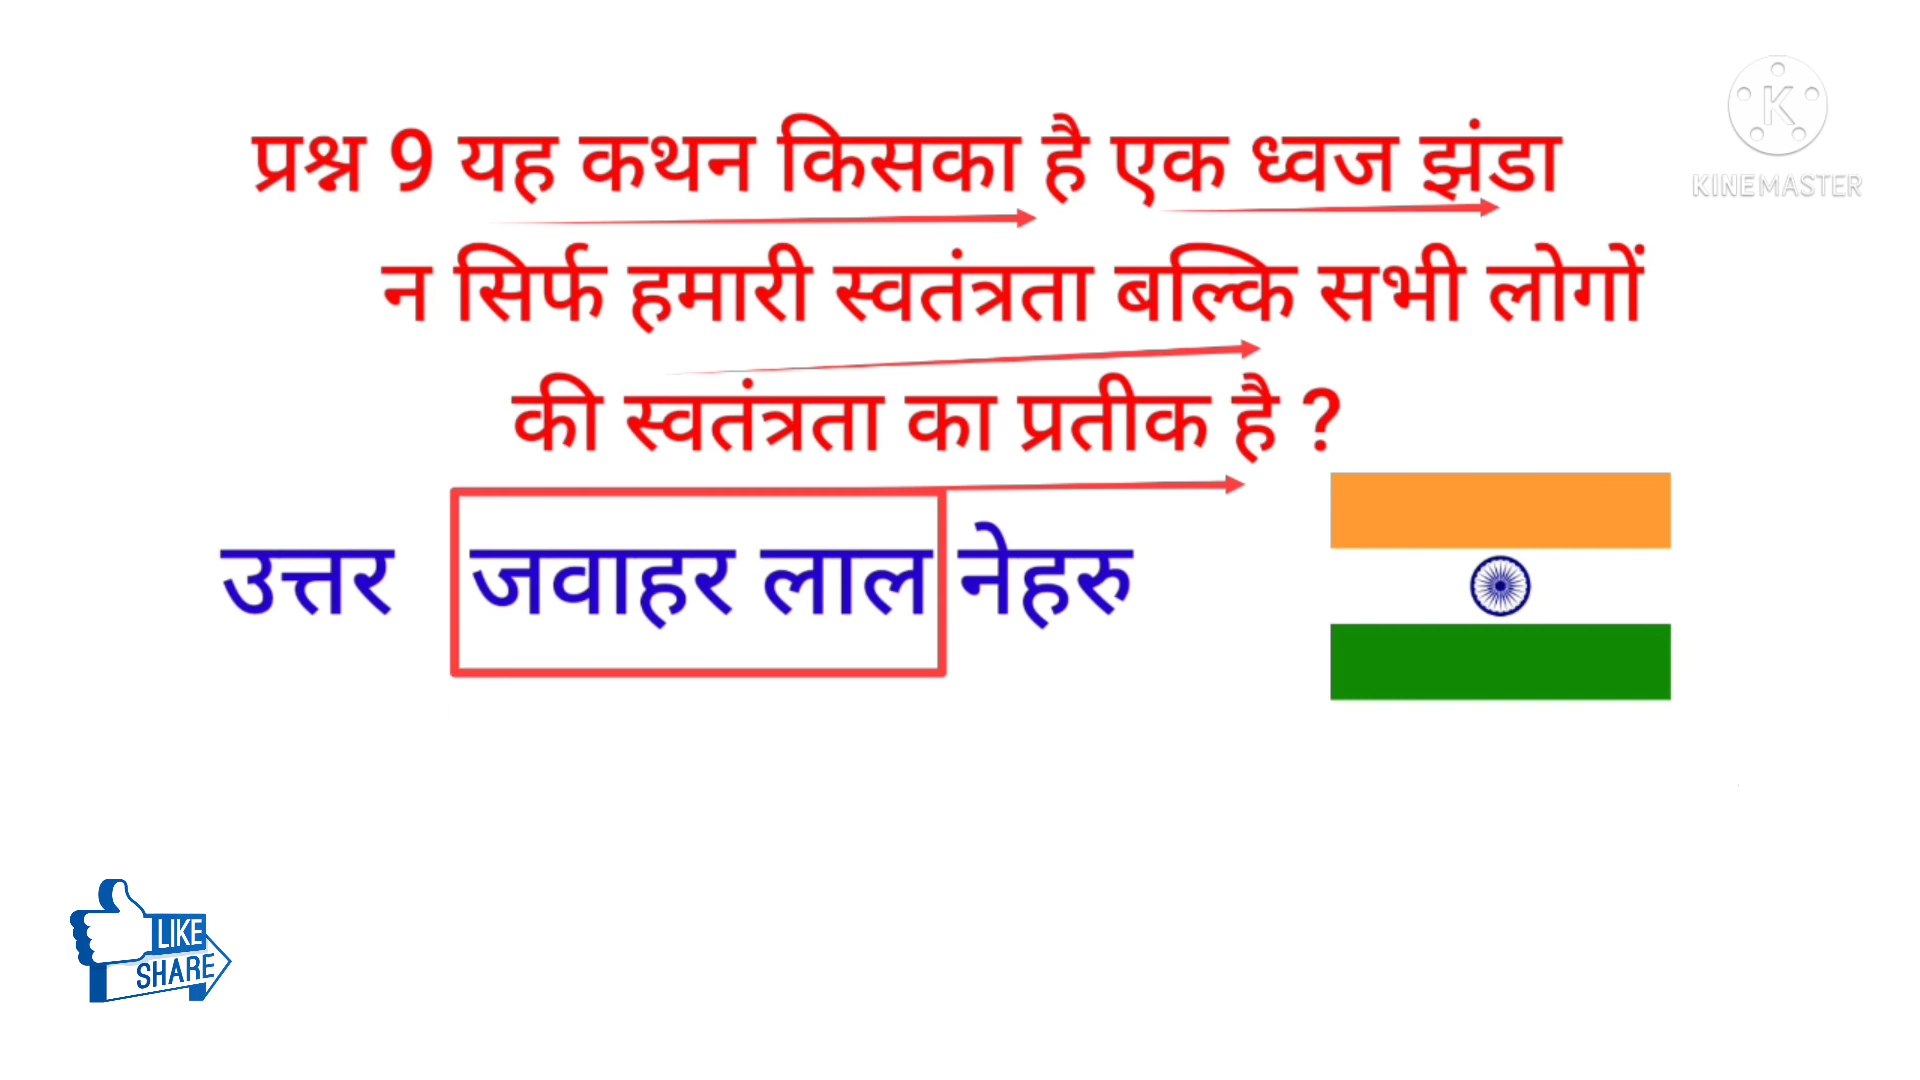 प्रश्न 9 यह कथन किसका है एक ध्वज झंडा
न सिर्फ हमारी स्वतंत्रता बल्कि सभी लोगों
की स्वतंत्रता का प्रतीक है ?
उत्तर जवाहर लाल नेहरु
K
KINEMASTER
LIKE
SHARE